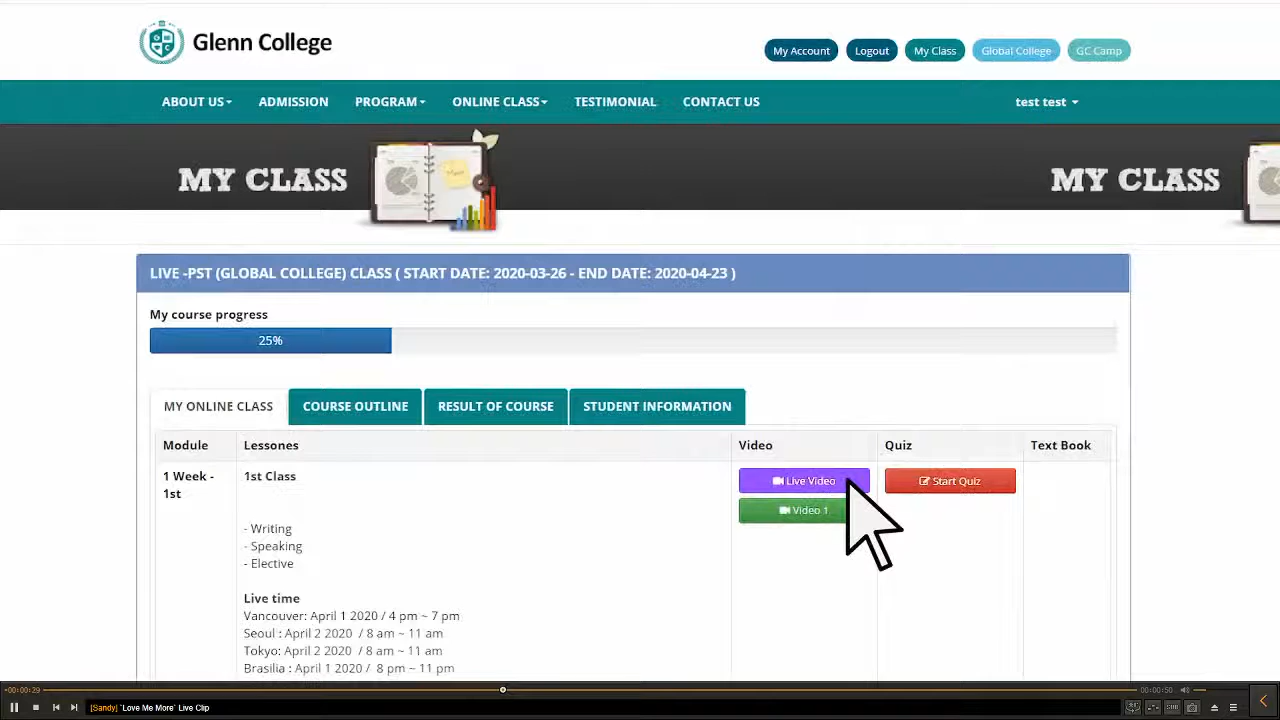 Glenn College
My Account
Logout
My Class
Global College
GC Camp
ABOUT US
ADMISSION
PROGRAM
ONLINE CLASS
TESTIMONIAL
CONTACT US
test test
MY CLASS
MY CLASS
LIVE -PST (GLOBAL COLLEGE) CLASS ( START DATE: 2020-03-26 - END DATE: 2020-04-23 )
My course progress
25%
MY ONLINE CLASS
COURSE OUTLINE
RESULT OF COURSE
STUDENT INFORMATION
Module
Lessones
Video
Quiz
Text Book
1 Week -
1st
1st Class
Live Video
Start Quiz
Video 1
- Writing
- Speaking
- Elective
Live time
Vancouver: April 1 2020 / 4 pm ~ 7 pm
Seoul : April 2 2020 / 8 am ~ 11 am
Tokyo: April 2 2020 / 8 am ~ 11 am
Brasilia : April 1 2020 / 8 pm ~ 11 pm
-00:00:29
00:00:50
[Sandy] `Love Me More` Live Clip